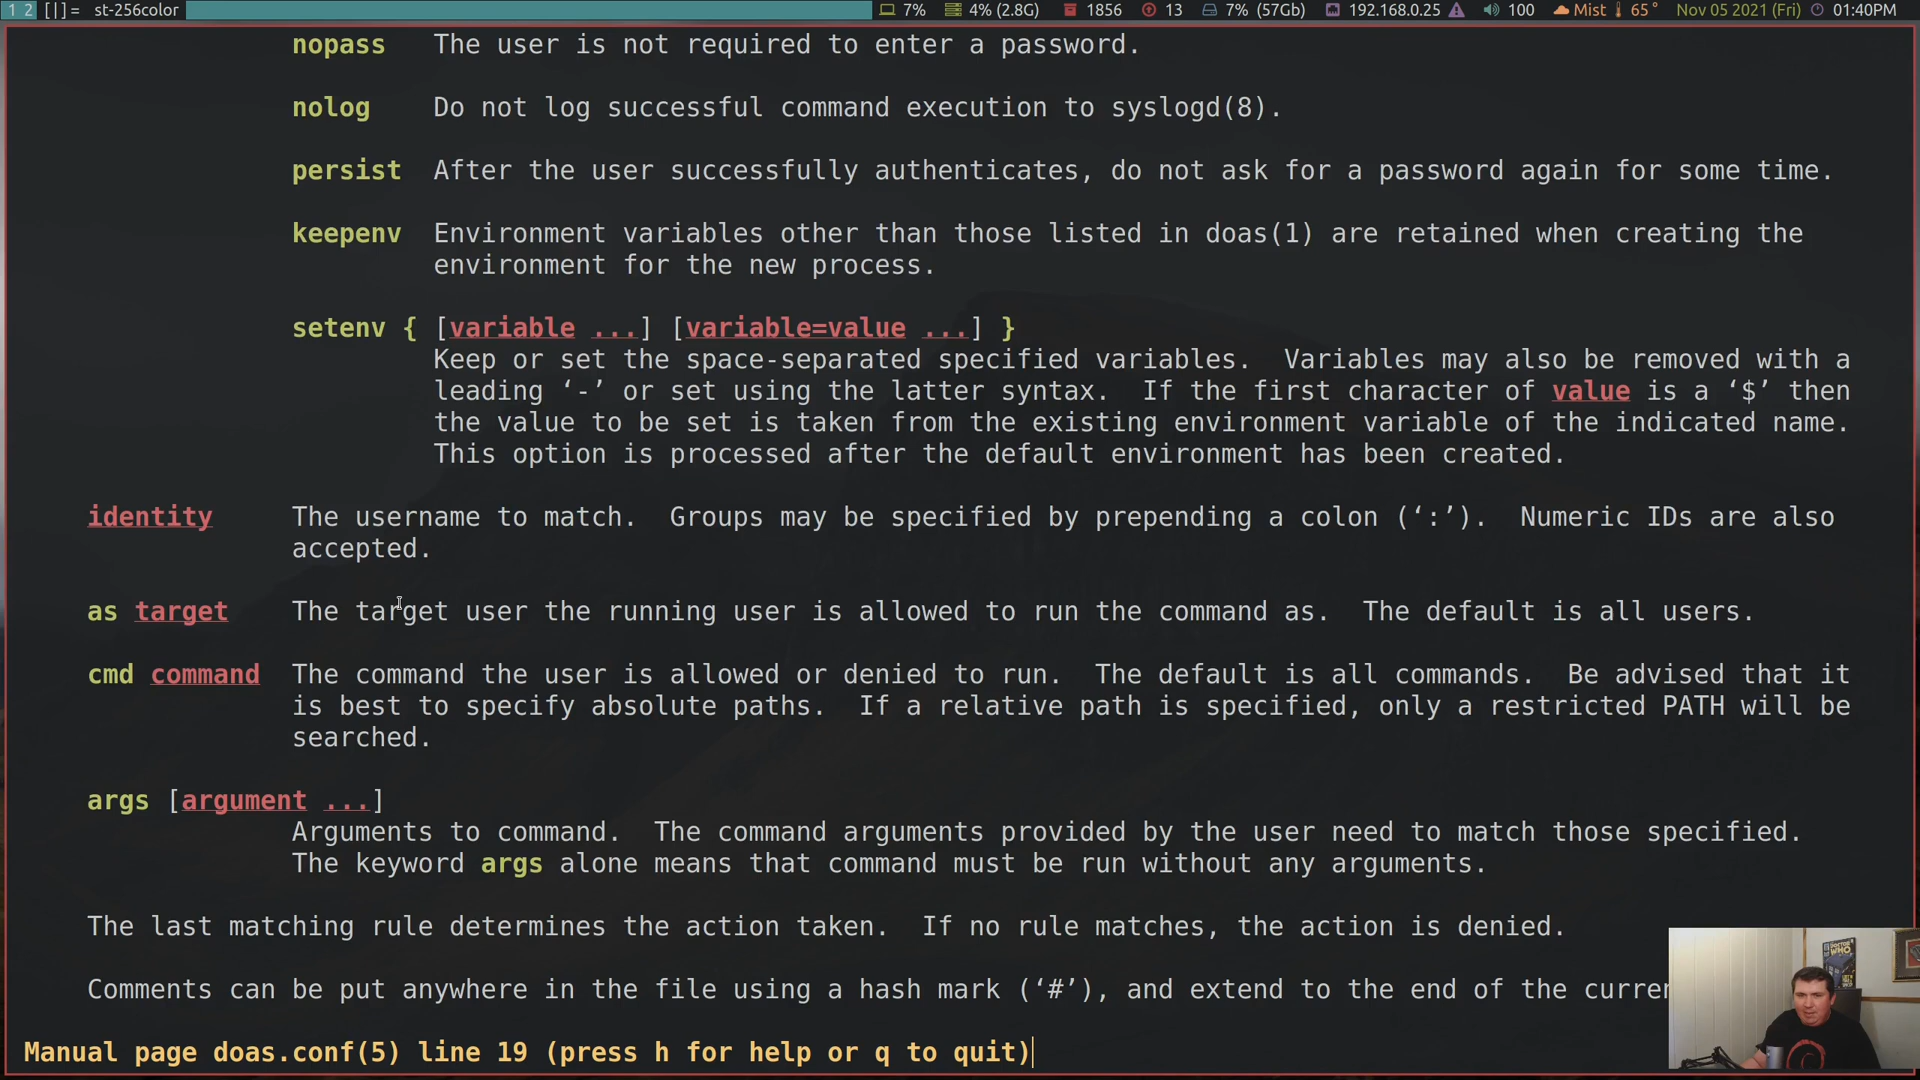 1 2 [|]= st-256color 7% 4% (2.8G) 1856 13 7% (57Gb) 192.168.0.25 100 Mist 65° Nov 05 2021 (Fri) 01:40PM
nopass The user is not required to enter a password.
nolog Do not log successful command execution to syslogd(8).
persist After the user successfully authenticates, do not ask for a password again for some time.
keepenv Environment variables other than those listed in doas(1) are retained when creating the
environment for the new process.
setenv { [variable ...] [variable=value ...] }
Keep or set the space-separated specified variables. Variables may also be removed with a
leading ‘-’ or set using the latter syntax. If the first character of value is a ‘$’ then
the value to be set is taken from the existing environment variable of the indicated name.
This option is processed after the default environment has been created.
identity The username to match. Groups may be specified by prepending a colon (‘:’). Numeric IDs are also
accepted.
as target The target user the running user is allowed to run the command as. The default is all users.
cmd command The command the user is allowed or denied to run. The default is all commands. Be advised that it
is best to specify absolute paths. If a relative path is specified, only a restricted PATH will be
searched.
args [argument ...]
Arguments to command. The command arguments provided by the user need to match those specified.
The keyword args alone means that command must be run without any arguments.
The last matching rule determines the action taken. If no rule matches, the action is denied.
Comments can be put anywhere in the file using a hash mark (‘#’), and extend to the end of the curren
Manual page doas.conf(5) line 19 (press h for help or q to quit)
DOCTOR
WHO